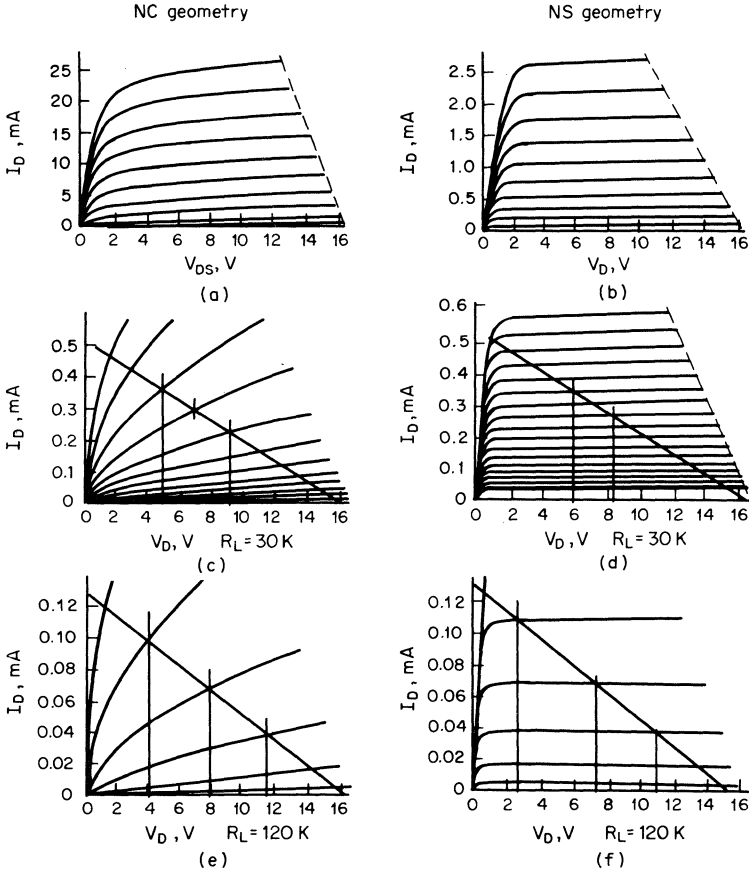 NC geometry
NS geometry
I_D, mA
25
20
15
10
5
0
0 2 4 6 8 10 12 14 16
V_DS, V
(a)
I_D, mA
2.5
2.0
1.5
1.0
0.5
0
0 2 4 6 8 10 12 14 16
V_D, V
(b)
I_D, mA
0.5
0.4
0.3
0.2
0.1
0
0 2 4 6 8 10 12 14 16
V_D, V R_L = 30 K
(c)
I_D, mA
0.6
0.5
0.4
0.3
0.2
0.1
0
0 2 4 6 8 10 12 14 16
V_D, V R_L = 30 K
(d)
I_D, mA
0.12
0.10
0.08
0.06
0.04
0.02
0
0 2 4 6 8 10 12 14 16
V_D, V R_L = 120 K
(e)
I_D, mA
0.12
0.10
0.08
0.06
0.04
0.02
0
0 2 4 6 8 10 12 14 16
V_D, V R_L = 120 K
(f)